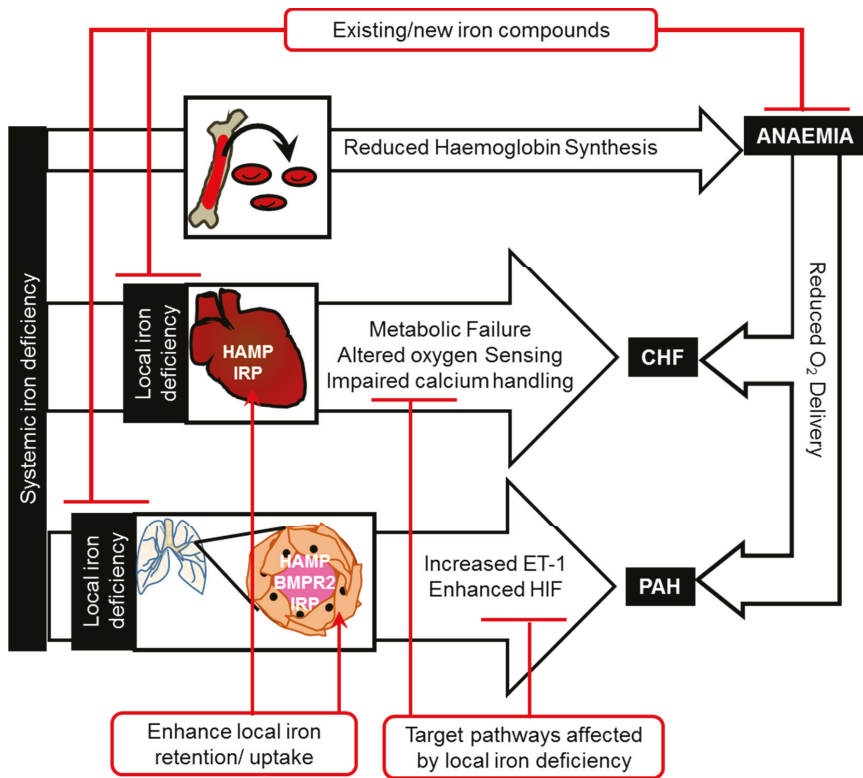 Existing/new iron compounds
ANAEMIA
Reduced Haemoglobin Synthesis
Systemic iron deficiency
Local iron
deficiency
HAMP
IRP
Metabolic Failure
Altered oxygen Sensing
Impaired calcium handling
CHF
Reduced O₂ Delivery
Local iron
deficiency
HAMP
BMPR2
IRP
Increased ET-1
Enhanced HIF
PAH
Enhance local iron
retention/ uptake
Target pathways affected
by local iron deficiency